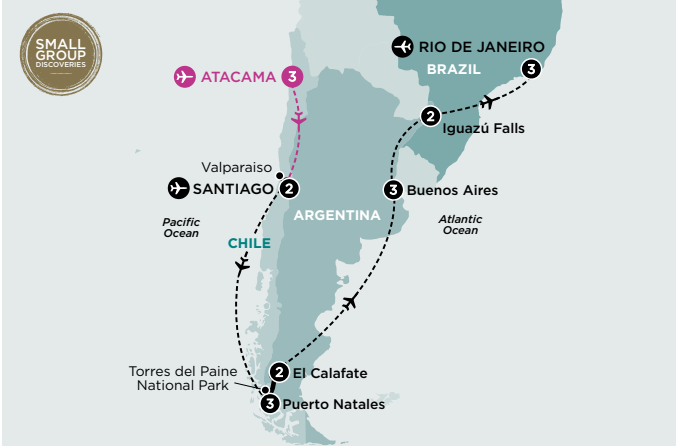 SMALL
GROUP
DISCOVERIES
RIO DE JANEIRO
BRAZIL
3
ATACAMA 3
2
Iguazú Falls
Valparaiso
SANTIAGO 2
3 Buenos Aires
ARGENTINA
Pacific
Ocean
Atlantic
Ocean
CHILE
Torres del Paine
National Park
2 El Calafate
3 Puerto Natales